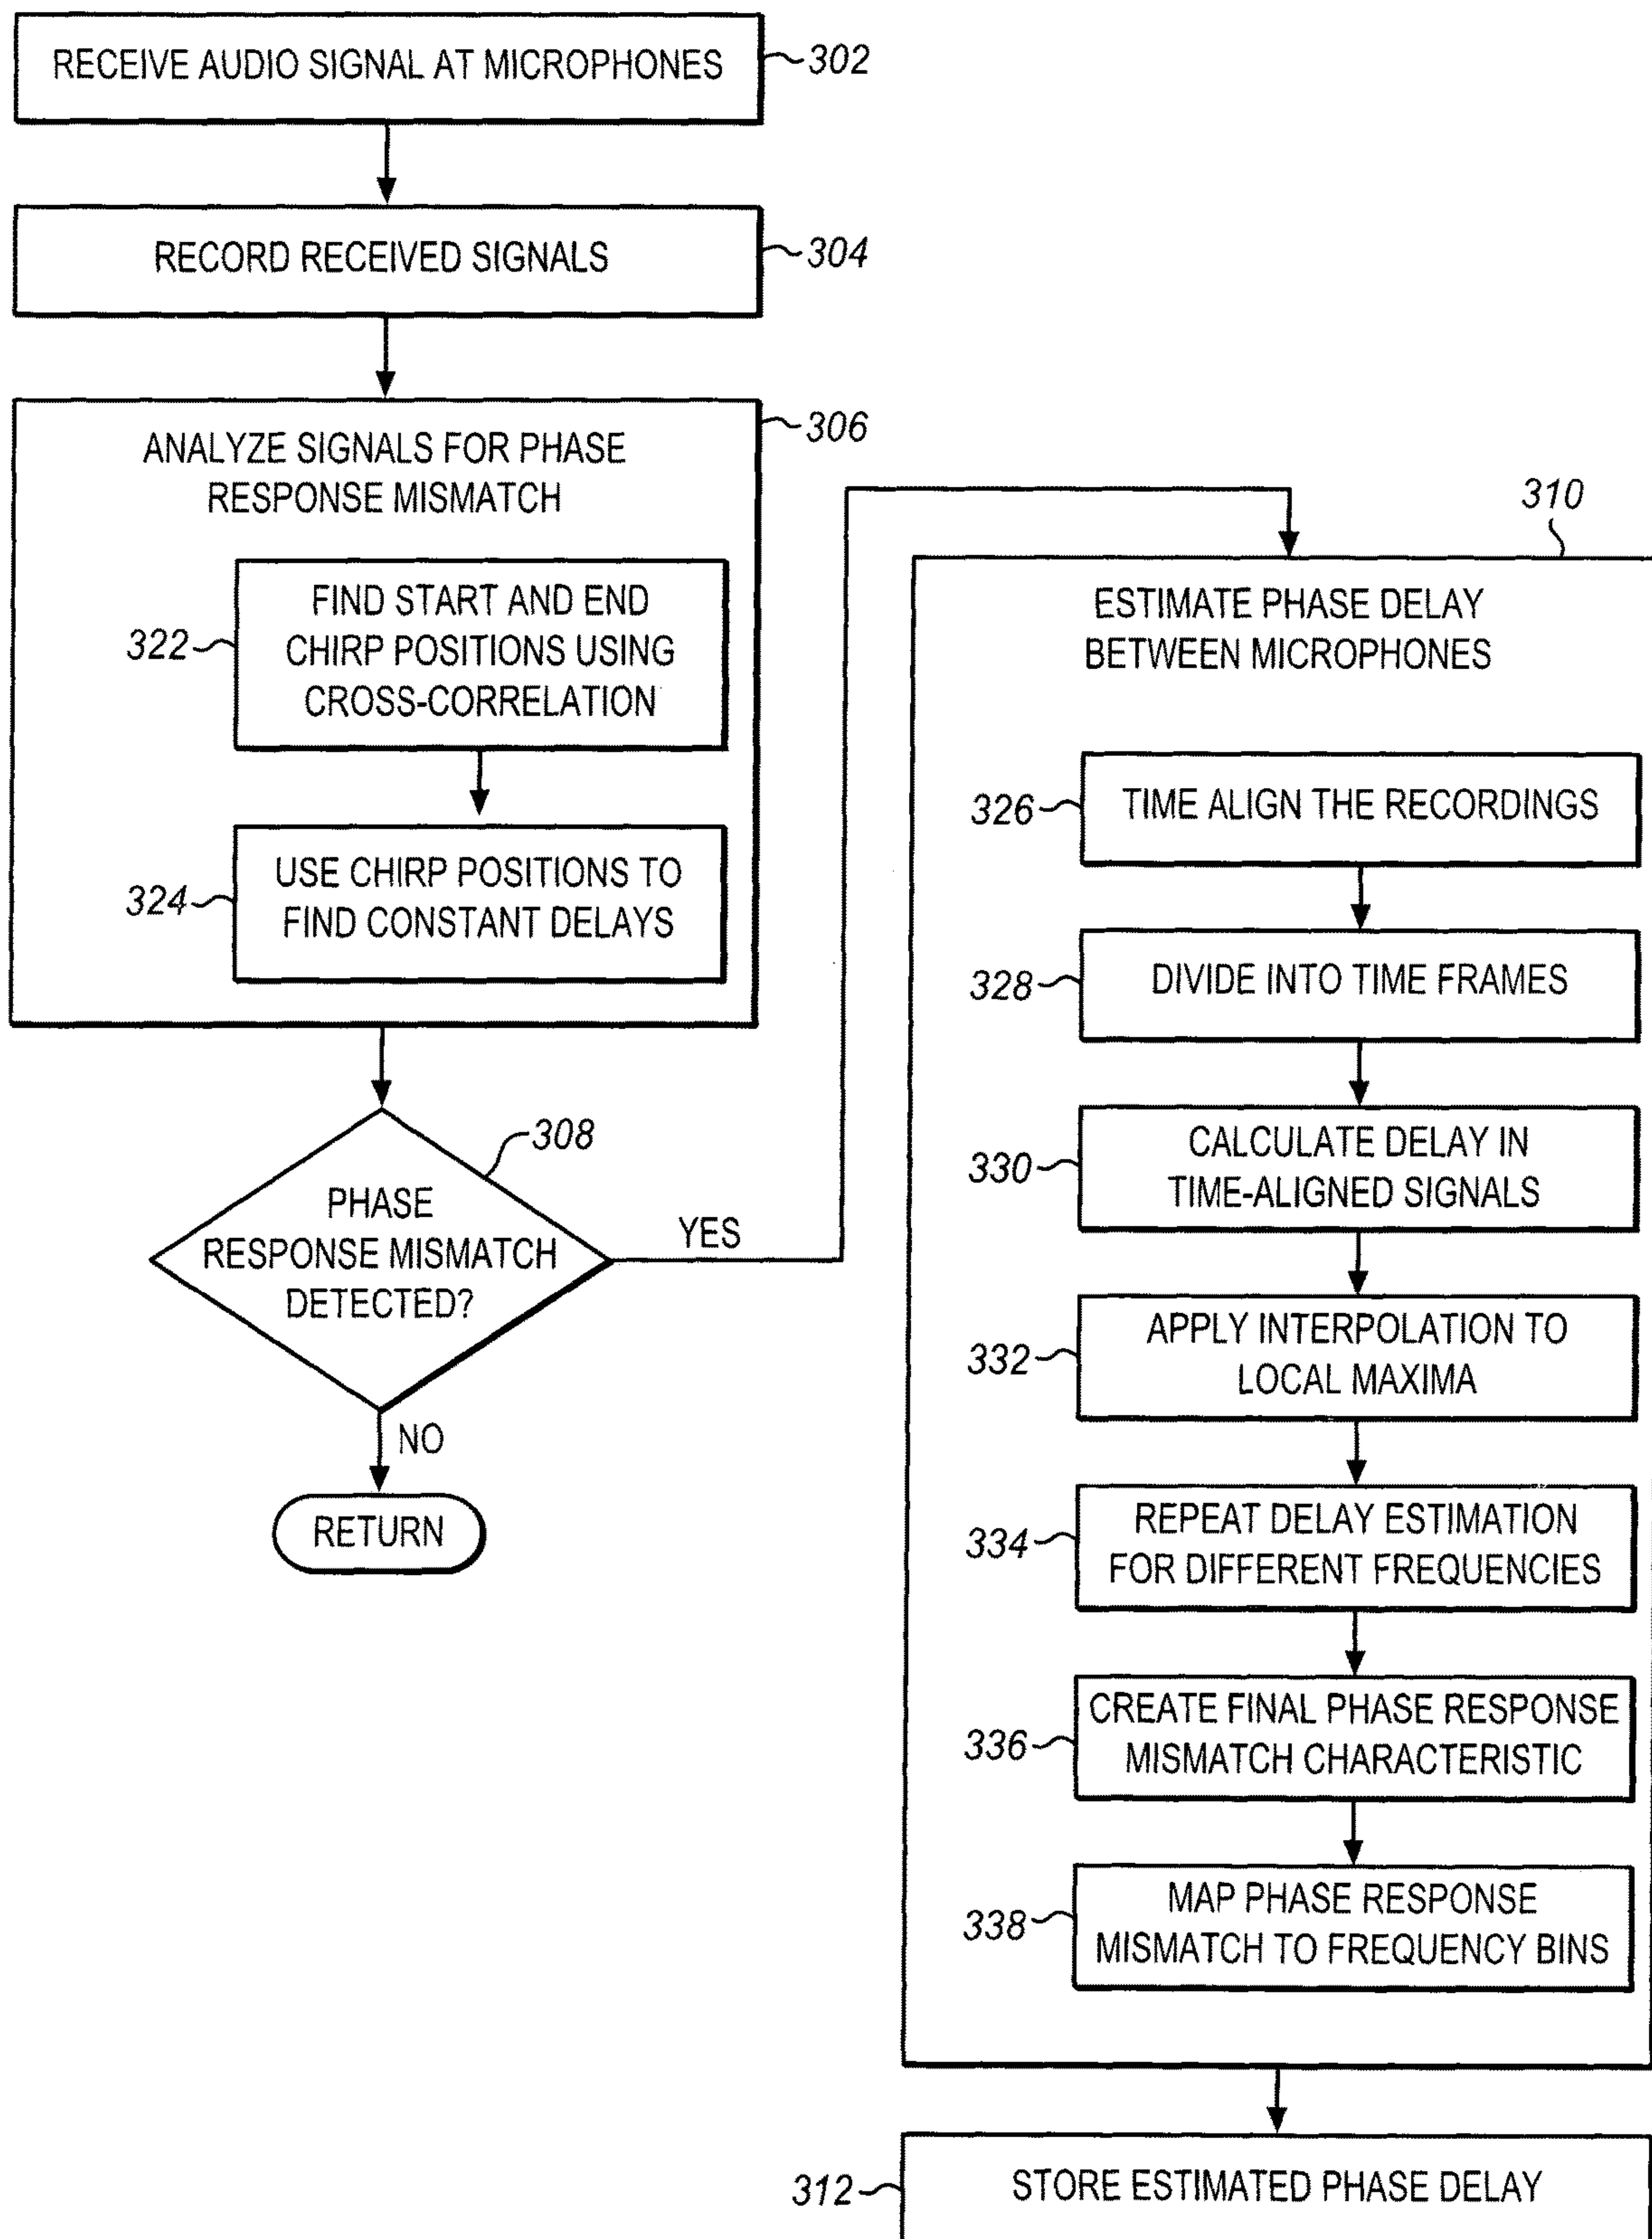 RECEIVE AUDIO SIGNAL AT MICROPHONES
302
RECORD RECEIVED SIGNALS
304
306
ANALYZE SIGNALS FOR PHASE
RESPONSE MISMATCH
322
FIND START AND END
CHIRP POSITIONS USING
CROSS-CORRELATION
324
USE CHIRP POSITIONS TO
FIND CONSTANT DELAYS
308
PHASE
RESPONSE MISMATCH
DETECTED?
YES
NO
RETURN
310
ESTIMATE PHASE DELAY
BETWEEN MICROPHONES
326
TIME ALIGN THE RECORDINGS
328
DIVIDE INTO TIME FRAMES
330
CALCULATE DELAY IN
TIME-ALIGNED SIGNALS
332
APPLY INTERPOLATION TO
LOCAL MAXIMA
334
REPEAT DELAY ESTIMATION
FOR DIFFERENT FREQUENCIES
336
CREATE FINAL PHASE RESPONSE
MISMATCH CHARACTERISTIC
338
MAP PHASE RESPONSE
MISMATCH TO FREQUENCY BINS
312
STORE ESTIMATED PHASE DELAY